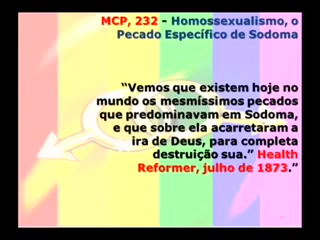 MCP, 232 - Homossexualismo, o
Pecado Específico de Sodoma
“Vemos que existem hoje no
mundo os mesmíssimos pecados
que predominavam em Sodoma,
e que sobre ela acarretaram a
ira de Deus, para completa
destruição sua.” Health
Reformer, julho de 1873.”